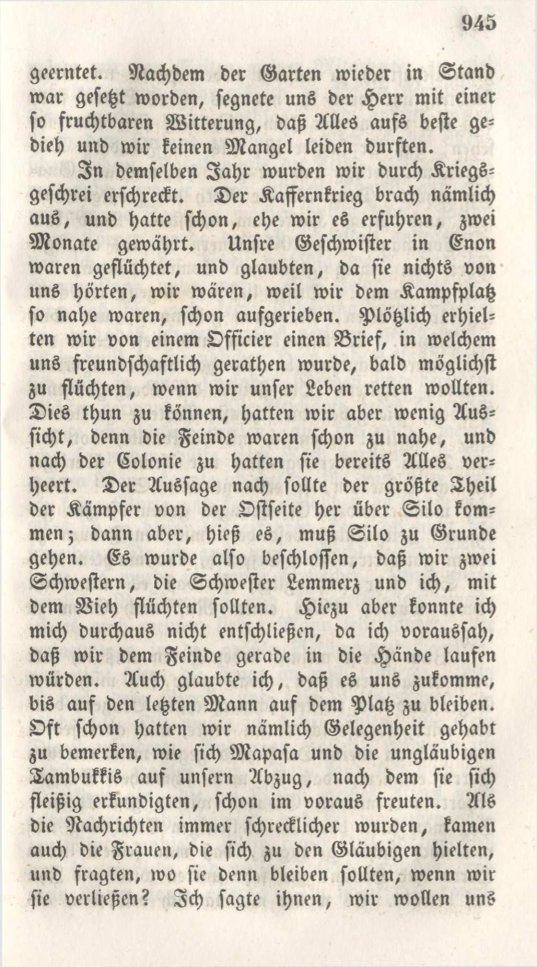 945
geerntet. Nachdem der Garten wieder in Stand
war gesetzt worden, segnete uns der Herr mit einer
so fruchtbaren Witterung, daß Alles aufs beste ge-
dieh und wir keinen Mangel leiden durften.
In demselben Jahr wurden wir durch Kriegs-
geschrei erschreckt. Der Kaffernkrieg brach nämlich
aus, und hatte schon, ehe wir es erfuhren, zwei
Monate gewährt. Unsre Geschwister in Enon
waren geflüchtet, und glaubten, da sie nichts von
uns hörten, wir wären, weil wir dem Kampfplatz
so nahe waren, schon aufgerieben. Plötzlich erhiel-
ten wir von einem Officier einen Brief, in welchem
uns freundschaftlich gerathen wurde, bald möglichst
zu flüchten, wenn wir unser Leben retten wollten.
Dies thun zu können, hatten wir aber wenig Aus-
sicht, denn die Feinde waren schon zu nahe, und
nach der Colonie zu hatten sie bereits Alles ver-
heert. Der Aussage nach sollte der größte Theil
der Kämpfer von der Ostseite her über Silo kom-
men; dann aber, hieß es, muß Silo zu Grunde
gehen. Es wurde also beschlossen, daß wir zwei
Schwestern, die Schwester Lemmerz und ich, mit
dem Vieh flüchten sollten. Hiezu aber konnte ich
mich durchaus nicht entschließen, da ich voraussah,
daß wir dem Feinde gerade in die Hände laufen
würden. Auch glaubte ich, daß es uns zukomme,
bis auf den letzten Mann auf dem Platz zu bleiben.
Oft schon hatten wir nämlich Gelegenheit gehabt
zu bemerken, wie sich Mapasa und die ungläubigen
Tambukkis auf unsern Abzug, nach dem sie sich
fleißig erkundigten, schon im voraus freuten. Als
die Nachrichten immer schrecklicher wurden, kamen
auch die Frauen, die sich zu den Gläubigen hielten,
und fragten, wo sie denn bleiben sollten, wenn wir
sie verließen? Ich sagte ihnen, wir wollen uns